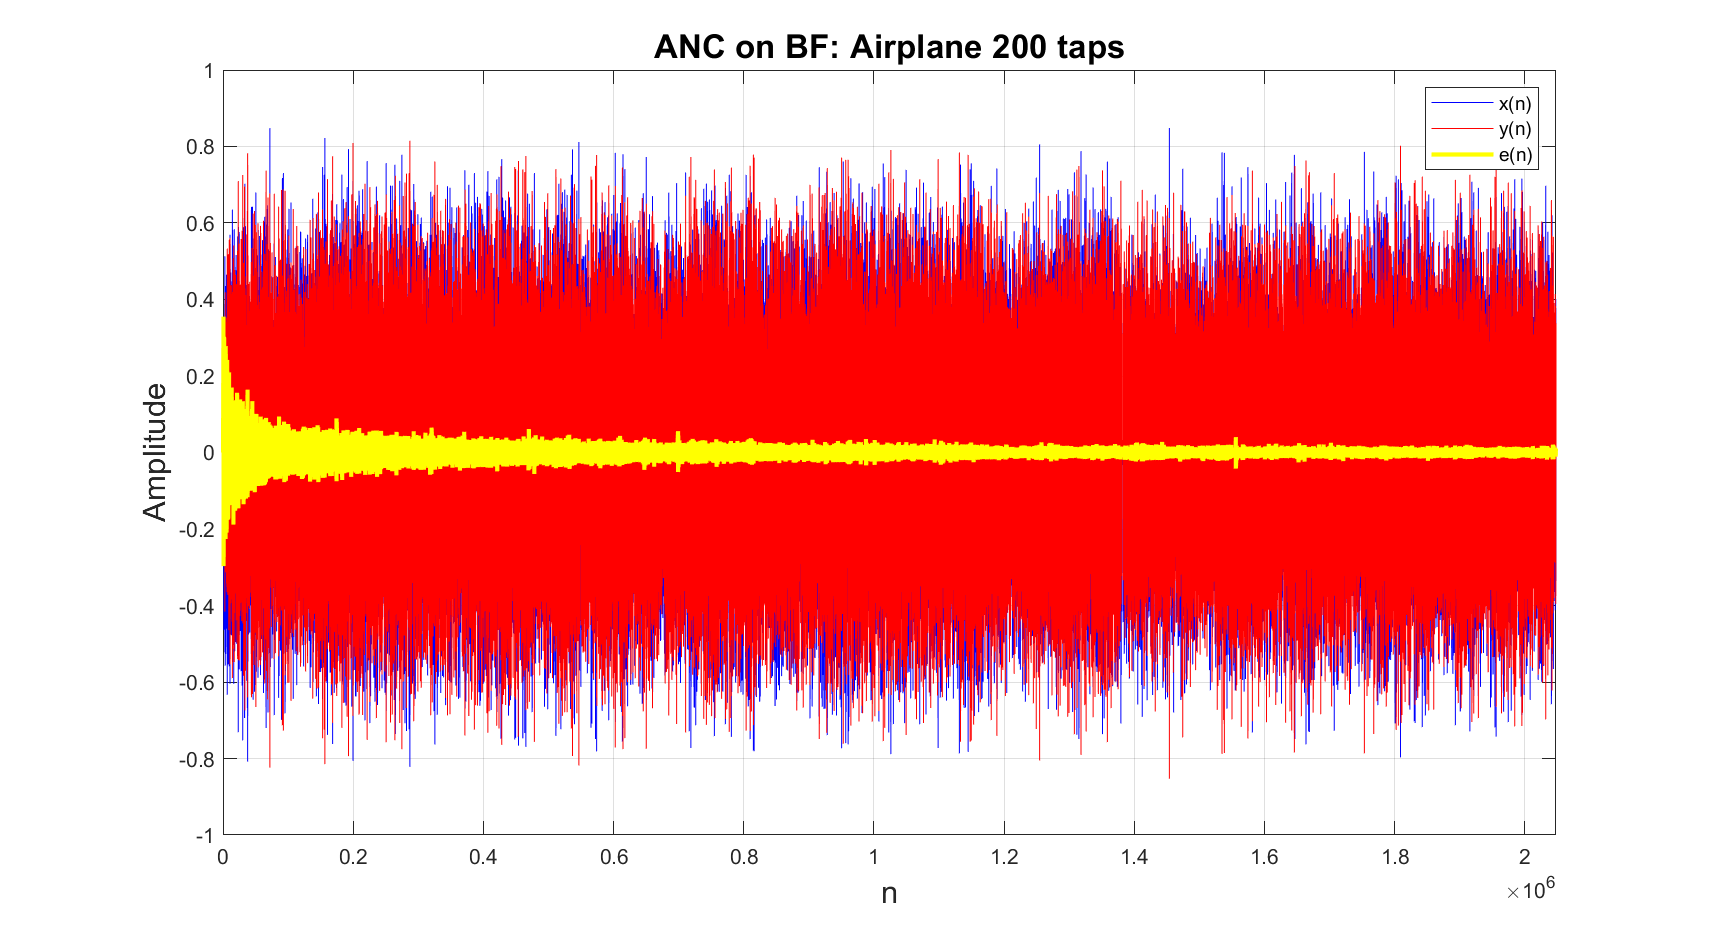 ANC on BF: Airplane 200 taps
x(n)
y(n)
e(n)
Amplitude
1
0.8
0.6
0.4
0.2
0
-0.2
-0.4
-0.6
-0.8
-1
0 0.2 0.4 0.6 0.8 1 1.2 1.4 1.6 1.8 2
×10⁶
n